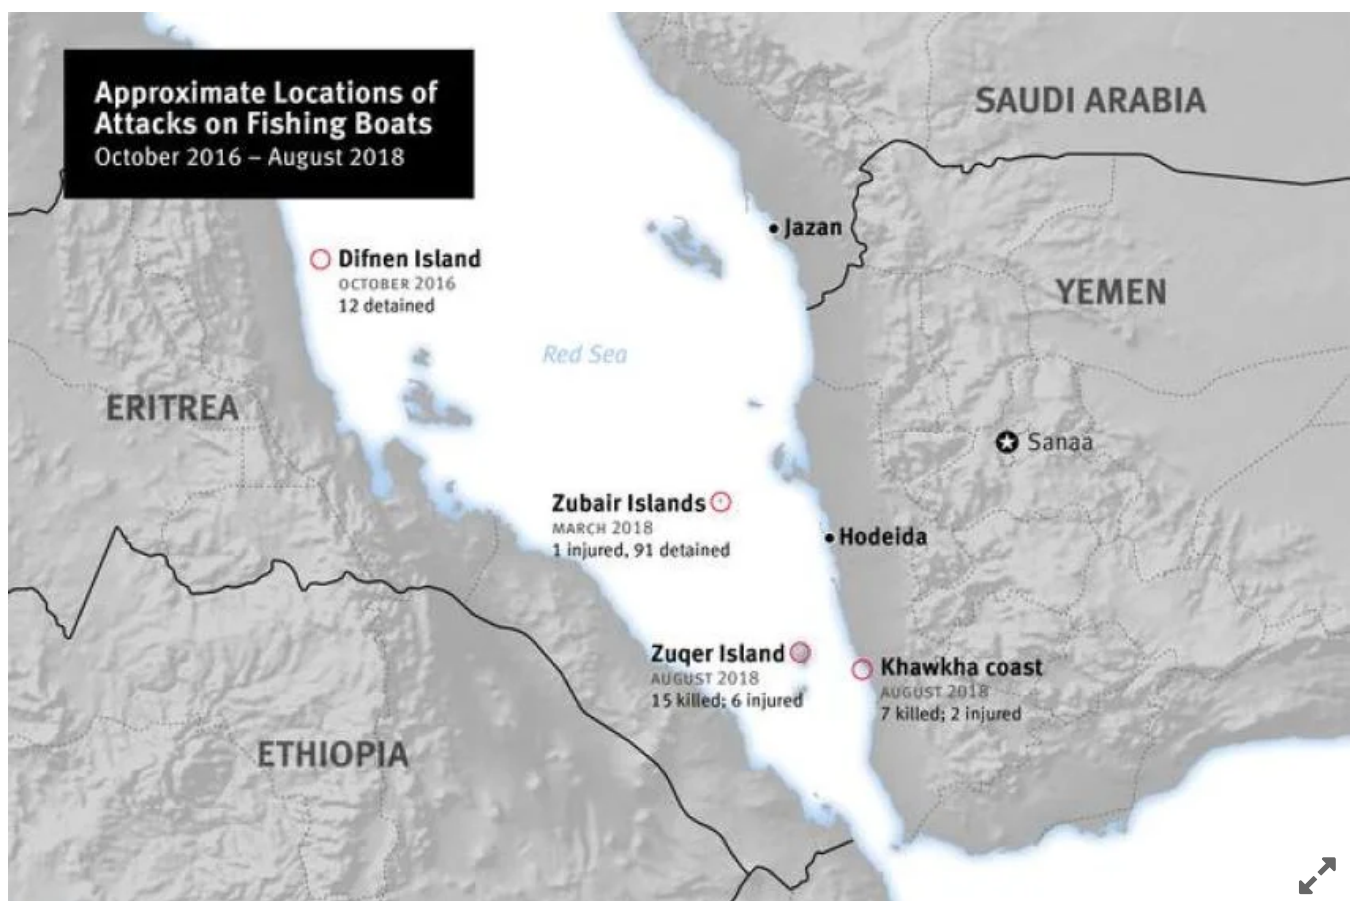 Approximate Locations of
Attacks on Fishing Boats
October 2016 – August 2018
SAUDI ARABIA
Jazan
Difnen Island
OCTOBER 2016
12 detained
YEMEN
Red Sea
ERITREA
Sanaa
Zubair Islands
MARCH 2018
1 injured, 91 detained
Hodeida
Zuqer Island
AUGUST 2018
15 killed; 6 injured
Khawkha coast
AUGUST 2018
7 killed; 2 injured
ETHIOPIA